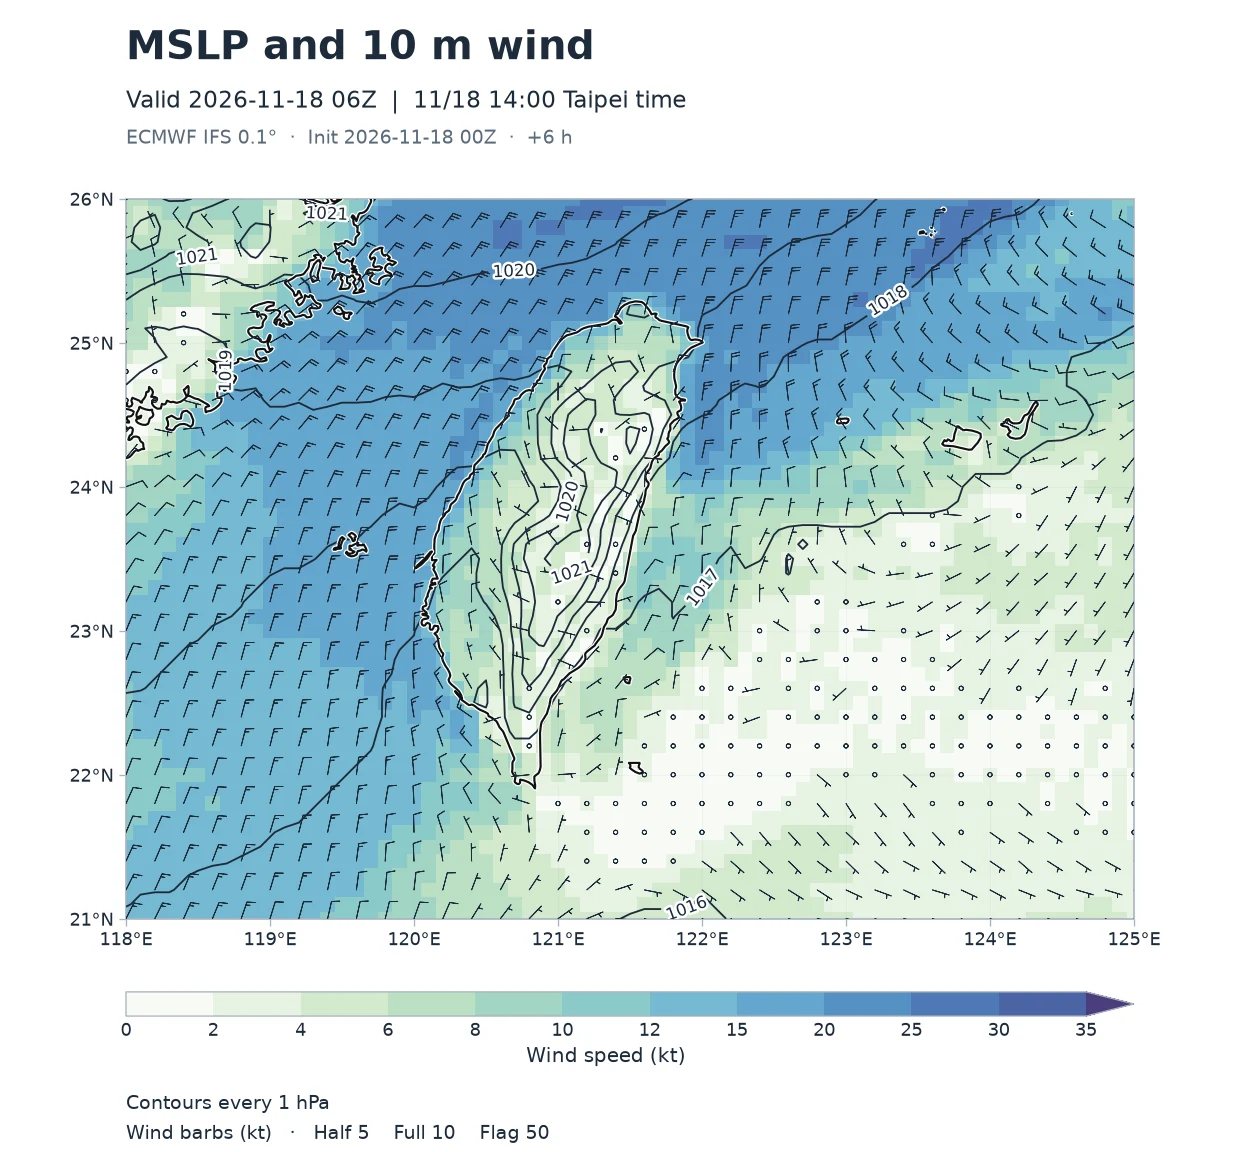 MSLP and 10 m wind
Valid 2026-11-18 06Z | 11/18 14:00 Taipei time
ECMWF IFS 0.1° · Init 2026-11-18 00Z · +6 h
26°N
1021
1021
1020
1018
25°N
1019
24°N
1020
1021
1017
23°N
22°N
1016
21°N
118°E 119°E 120°E 121°E 122°E 123°E 124°E 125°E
0 2 4 6 8 10 12 15 20 25 30 35
Wind speed (kt)
Contours every 1 hPa
Wind barbs (kt) · Half 5 Full 10 Flag 50